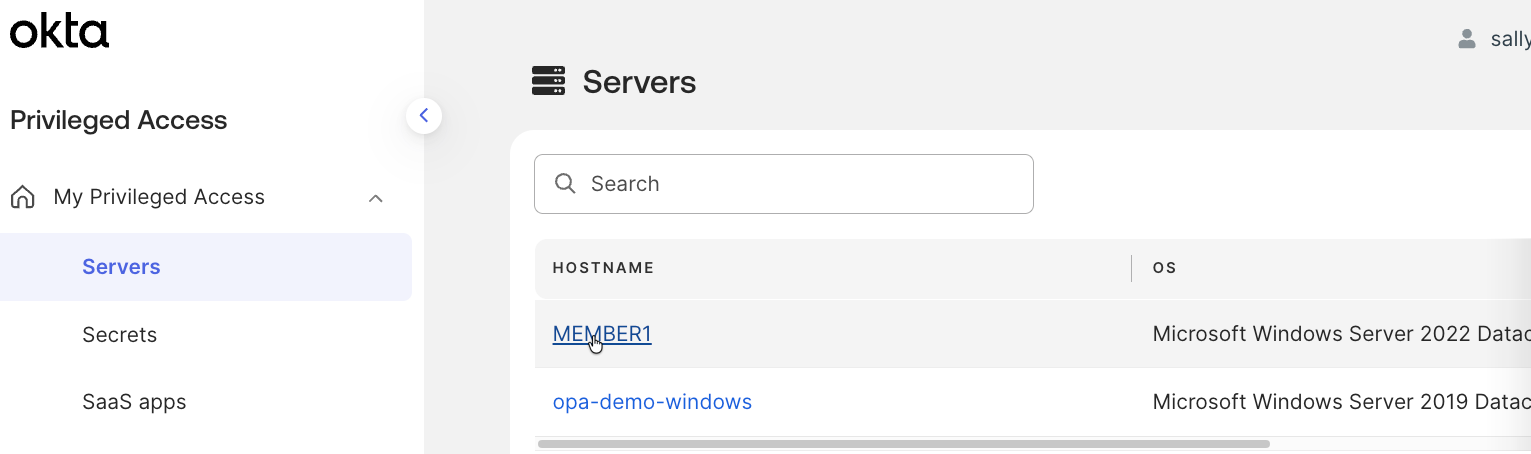 okta
sally
Servers
Privileged Access
Search
My Privileged Access
Servers
HOSTNAME OS
Secrets
MEMBER1 Microsoft Windows Server 2022 Datac
SaaS apps
opa-demo-windows Microsoft Windows Server 2019 Datac